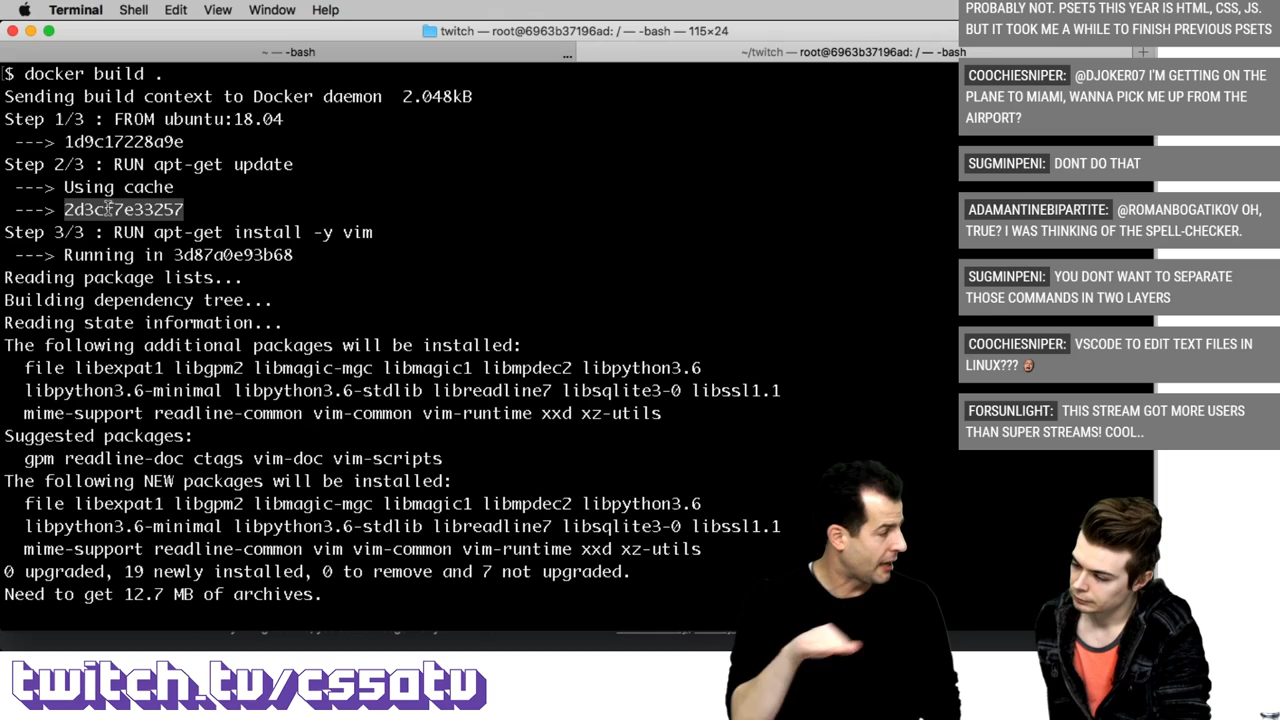 Terminal Shell Edit View Window Help
twitch — root@6963b37196ad: / — -bash — 115×24
~ — -bash
...
~/twitch — root@6963b37196ad: / — -bash
+
$ docker build .
Sending build context to Docker daemon 2.048kB
Step 1/3 : FROM ubuntu:18.04
---> 1d9c17228a9e
Step 2/3 : RUN apt-get update
---> Using cache
--->
Step 3/3 : RUN apt-get install -y vim
---> Running in 3d87a0e93b68
Reading package lists...
Building dependency tree...
Reading state information...
The following additional packages will be installed:
file libexpat1 libgpm2 libmagic-mgc libmagic1 libmpdec2 libpython3.6
libpython3.6-minimal libpython3.6-stdlib libreadline7 libsqlite3-0 libssl1.1
mime-support readline-common vim-common vim-runtime xxd xz-utils
Suggested packages:
gpm readline-doc ctags vim-doc vim-scripts
The following NEW packages will be installed:
file libexpat1 libgpm2 libmagic-mgc libmagic1 libmpdec2 libpython3.6
libpython3.6-minimal libpython3.6-stdlib libreadline7 libsqlite3-0 libssl1.1
mime-support readline-common vim vim-common vim-runtime xxd xz-utils
0 upgraded, 19 newly installed, 0 to remove and 7 not upgraded.
Need to get 12.7 MB of archives.
PROBABLY NOT. PSET5 THIS YEAR IS HTML, CSS, JS.
BUT IT TOOK ME A WHILE TO FINISH PREVIOUS PSETS
COOCHIESNIPER: @DJOKER07 I'M GETTING ON THE
PLANE TO MIAMI, WANNA PICK ME UP FROM THE
AIRPORT?
SUGMINPENI: DONT DO THAT
ADAMANTINEBIPARTITE: @ROMANBOGATIKOV OH,
TRUE? I WAS THINKING OF THE SPELL-CHECKER.
SUGMINPENI: YOU DONT WANT TO SEPARATE
THOSE COMMANDS IN TWO LAYERS
COOCHIESNIPER: VSCODE TO EDIT TEXT FILES IN
LINUX???
FORSUNLIGHT: THIS STREAM GOT MORE USERS
THAN SUPER STREAMS! COOL..
twitch.tv/cs50tv